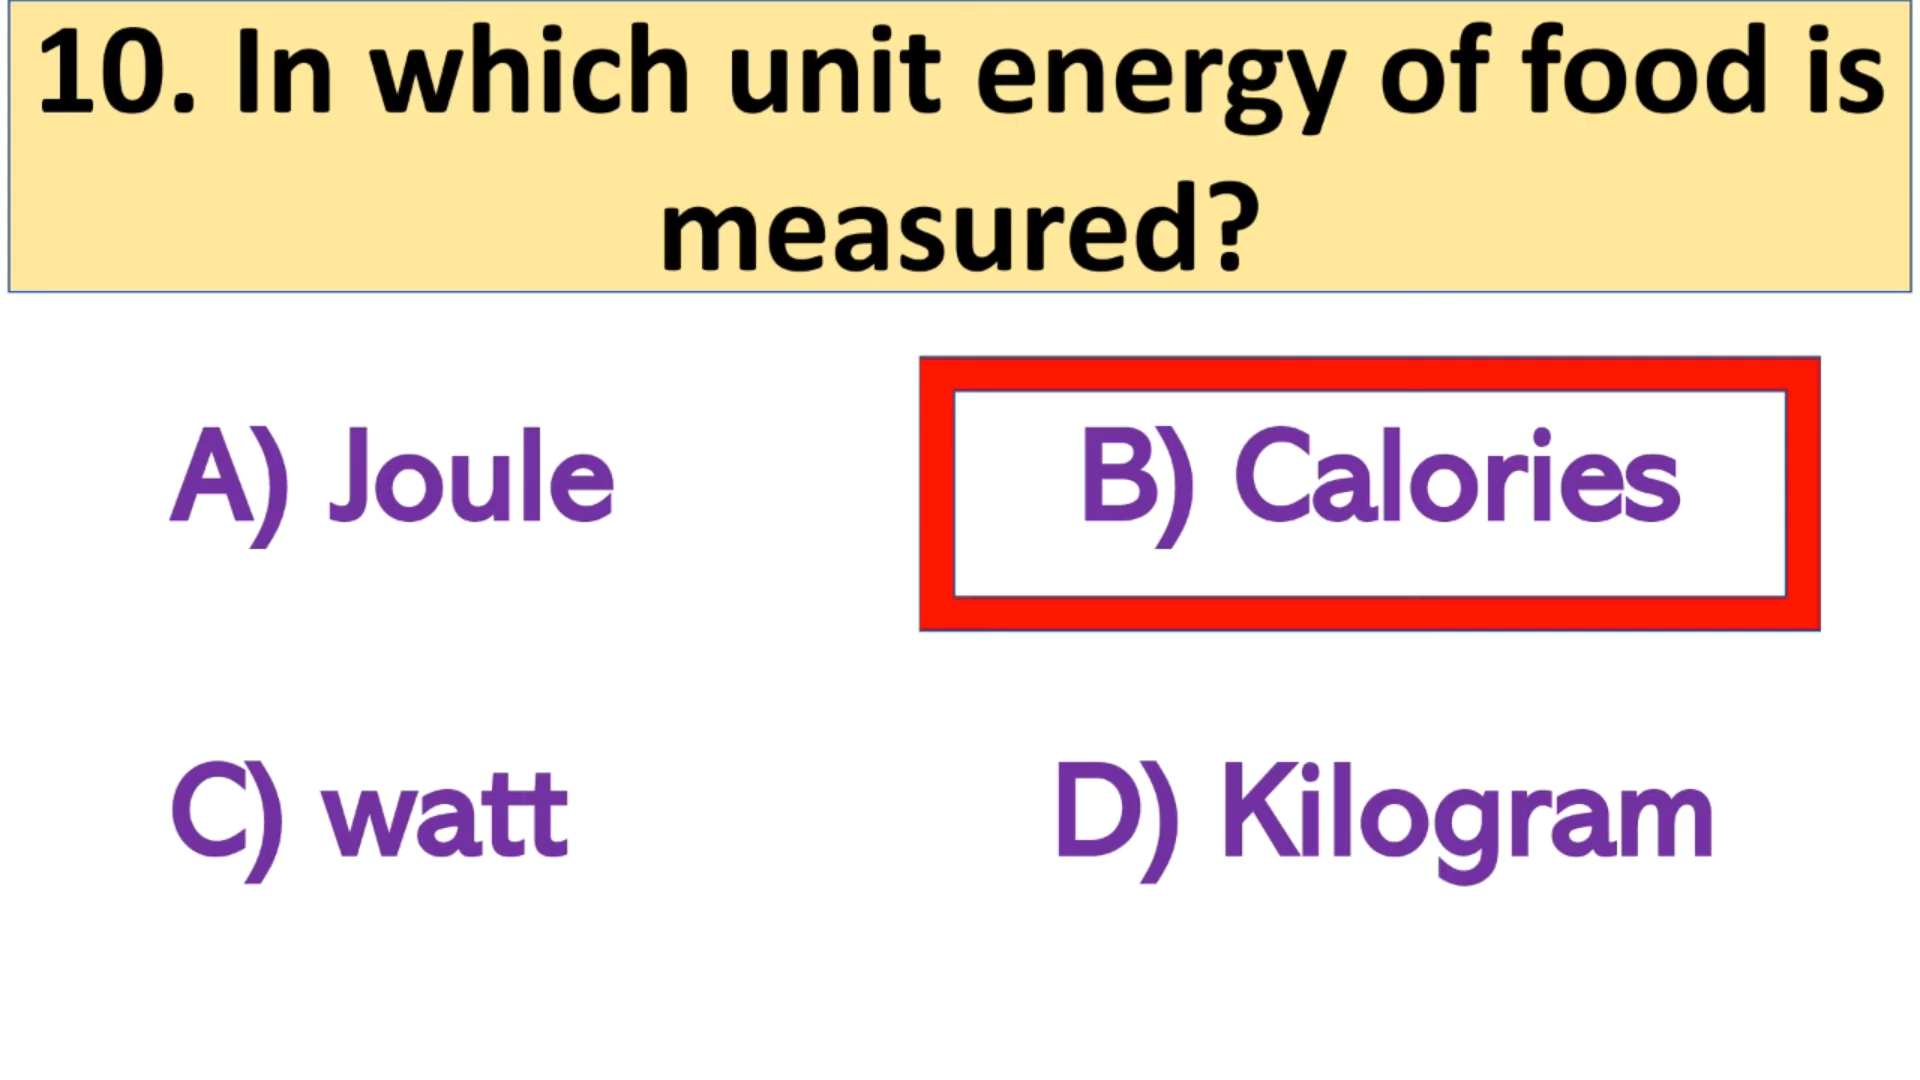 10. In which unit energy of food is
measured?
A) Joule
B) Calories
C) watt
D) Kilogram